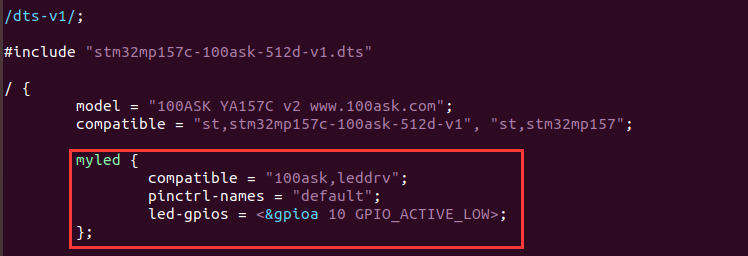 /dts-v1/;
#include "stm32mp157c-100ask-512d-v1.dts"
/ {
model = "100ASK YA157C v2 www.100ask.com";
compatible = "st,stm32mp157c-100ask-512d-v1", "st,stm32mp157";
myled {
compatible = "100ask,leddrv";
pinctrl-names = "default";
led-gpios = <&gpioa 10 GPIO_ACTIVE_LOW>;
};